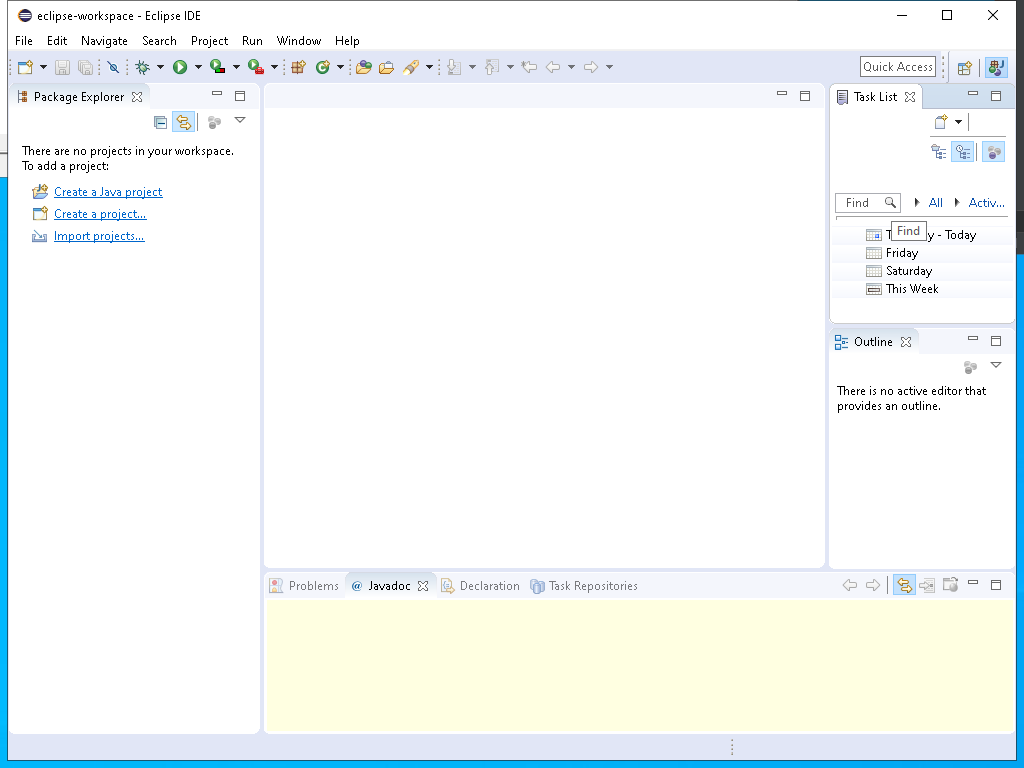 eclipse-workspace - Eclipse IDE
File Edit Navigate Search Project Run Window Help
Quick Access
Package Explorer
There are no projects in your workspace.
To add a project:
Create a Java project
Create a project...
Import projects...
Task List
Find All Activ...
Find
y - Today
Friday
Saturday
This Week
Outline
There is no active editor that
provides an outline.
Problems @ Javadoc Declaration Task Repositories